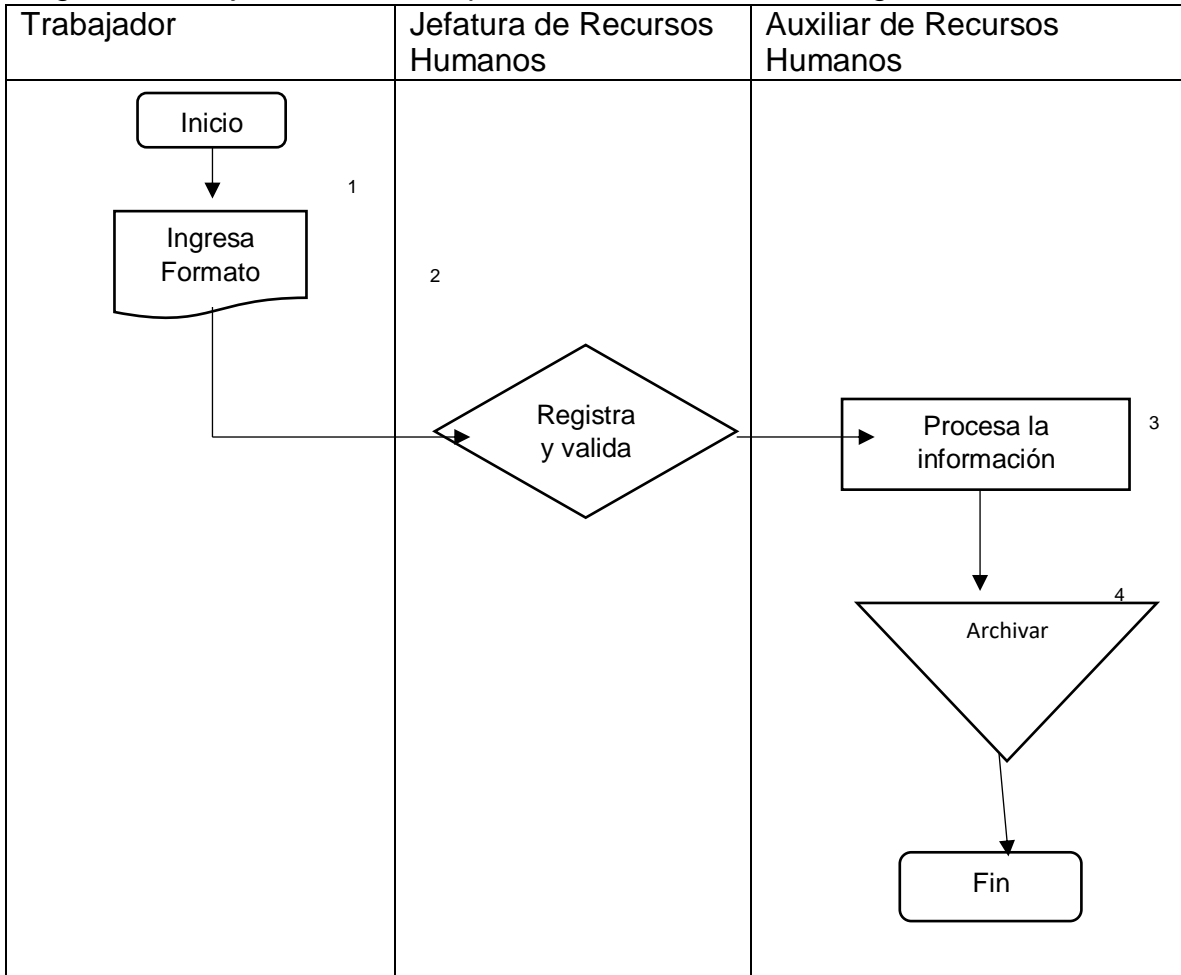 Trabajador
Jefatura de Recursos
Humanos
Auxiliar de Recursos
Humanos
Inicio
1
Ingresa
Formato
2
Registra
y valida
Procesa la
información
3
4
Archivar
Fin